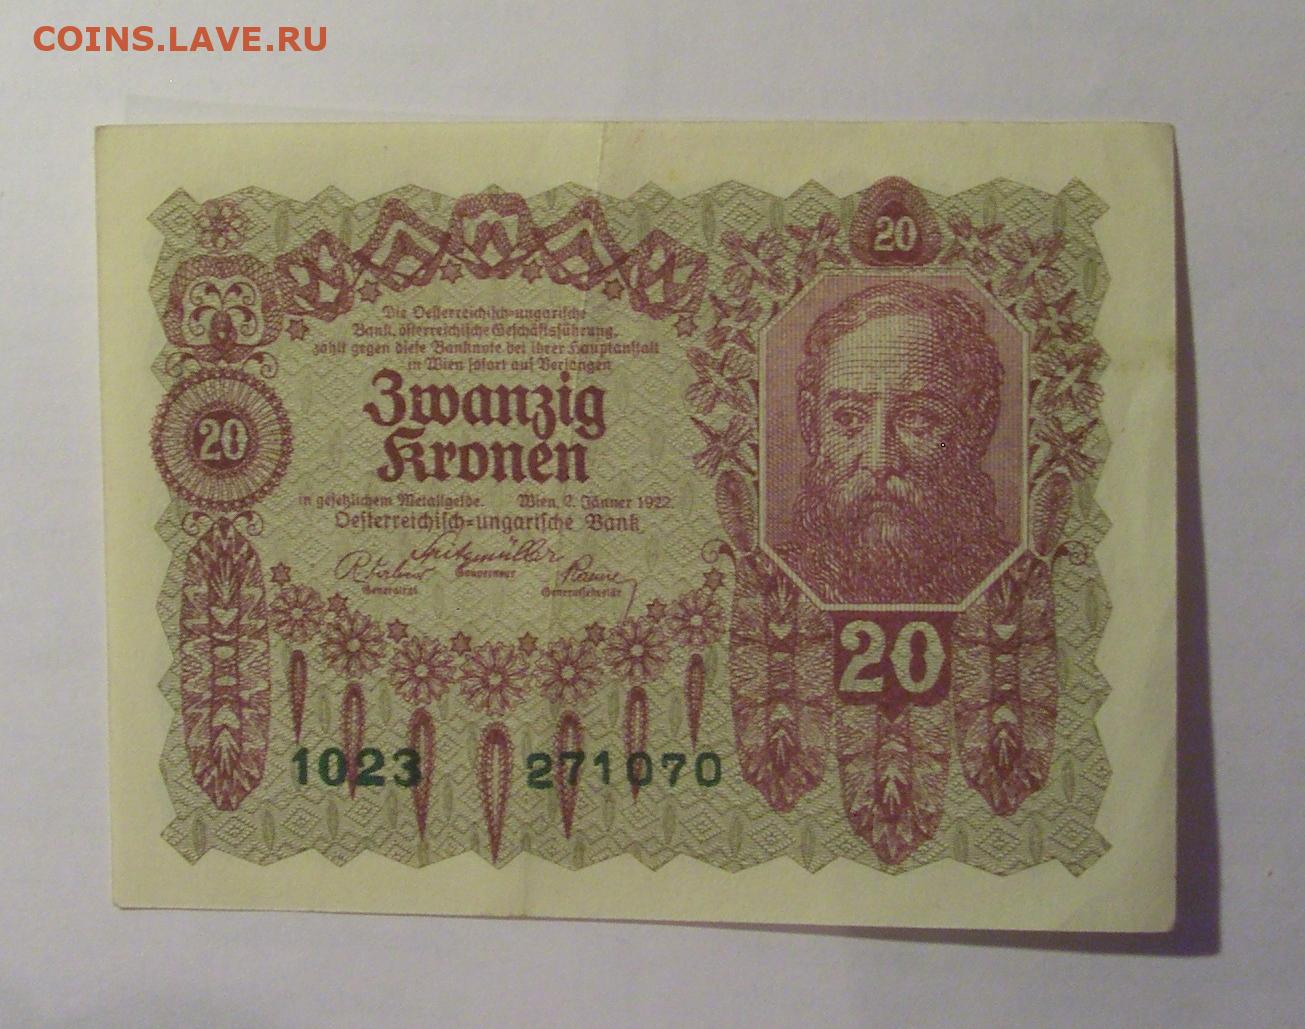 COINS.LAVE.RU
20
Die Oesterreichisch-ungarische
Bank, österreichische Geschäftsführung,
zahlt gegen diese Banknote bei ihrer Hauptanstalt
in Wien sofort auf Verlangen
Zwanzig
Kronen
20
in gesetzlichem Metallgelde. Wien, 2. Jänner 1922.
Oesterreichisch-ungarische Bank
Spitzmüller
Gouverneur
Generalrat
Generalsekretär
20
1023 271070